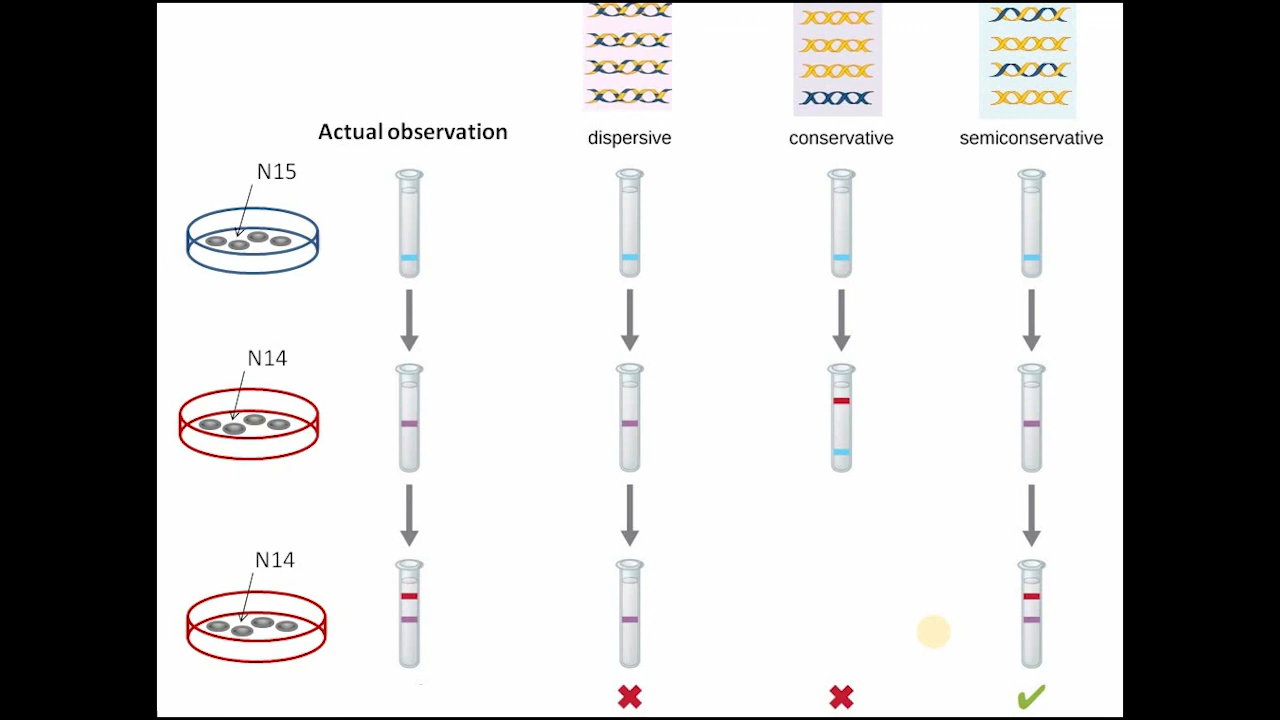 Actual observation
dispersive
conservative
semiconservative
N15
N14
N14